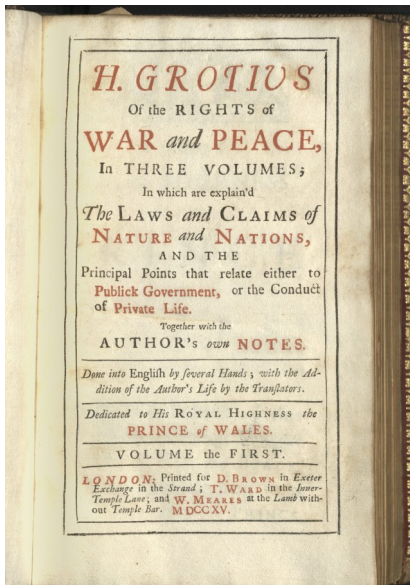 H. GROTIUS
Of the RIGHTS of
WAR and PEACE,
In THREE VOLUMES;
In which are explain'd
The LAWS and CLAIMS of
NATURE and NATIONS,
AND THE
Principal Points that relate either to
Publick Government, or the Conduct
of Private Life.
Together with the
AUTHOR's own NOTES.
Done into Engliſh by ſeveral Hands; with the Ad-
dition of the Author's Life by the Tranſlators.
Dedicated to His ROYAL HIGHNESS the
PRINCE of WALES.
VOLUME the FIRST.
LONDON; Printed for D. BROWN in Exeter
Exchange in the Strand; T. WARD in the Inner-
Temple Lane; and W. MEARES at the Lamb with-
out Temple Bar. MDCCXV.